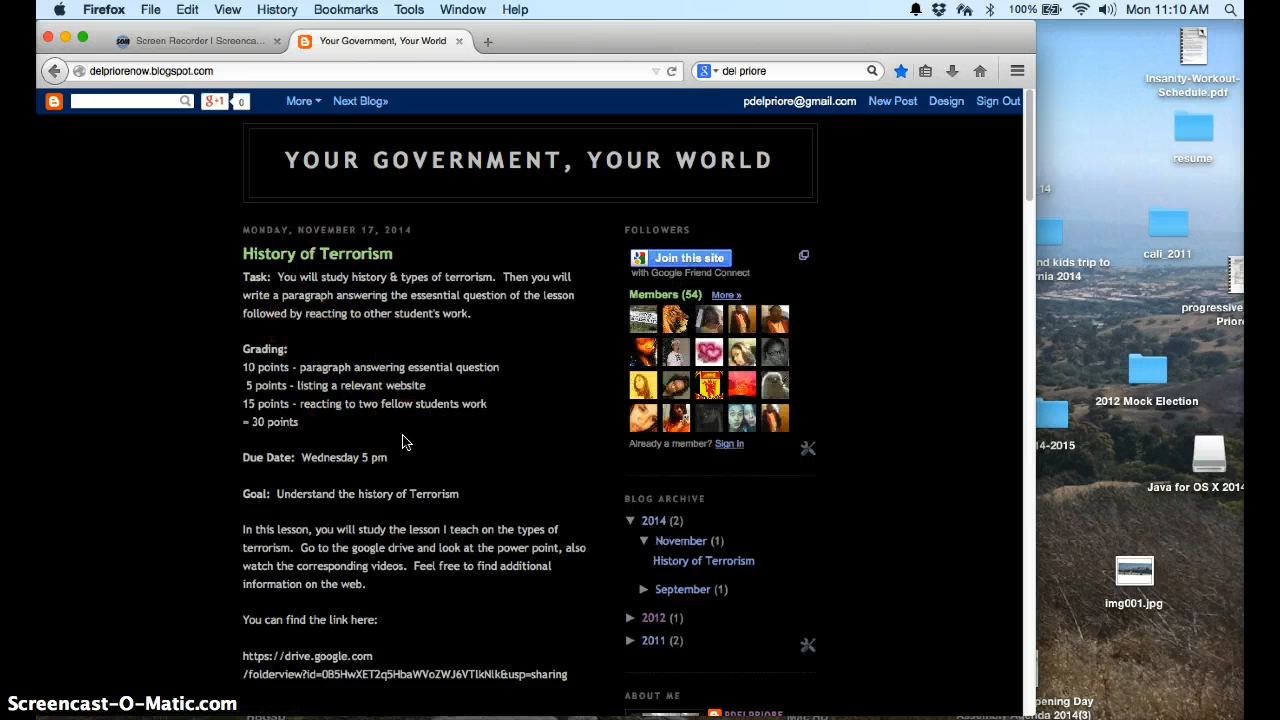 Firefox File Edit View History Bookmarks Tools Window Help 100% Mon 11:10 AM
Screen Recorder | Screenca... Your Government, Your World
delpriorenow.blogspot.com del priore
g+1 0 More Next Blog» pdelpriore@gmail.com New Post Design Sign Out
YOUR GOVERNMENT, YOUR WORLD
MONDAY, NOVEMBER 17, 2014
History of Terrorism
Task: You will study history & types of terrorism. Then you will
write a paragraph answering the essesntial question of the lesson
followed by reacting to other student's work.
Grading:
10 points - paragraph answering essential question
5 points - listing a relevant website
15 points - reacting to two fellow students work
= 30 points
Due Date: Wednesday 5 pm
Goal: Understand the history of Terrorism
In this lesson, you will study the lesson I teach on the types of
terrorism. Go to the google drive and look at the power point, also
watch the corresponding videos. Feel free to find additional
information on the web.
You can find the link here:
https://drive.google.com
/folderview?id=0B5HwXET2q5HbaWVoZWJ6VTlkNlk&usp=sharing
FOLLOWERS
Join this site
with Google Friend Connect
Members (54) More »
Already a member? Sign In
BLOG ARCHIVE
▼ 2014 (2)
▼ November (1)
History of Terrorism
► September (1)
► 2012 (1)
► 2011 (2)
ABOUT ME
PDELPRIORE
Insanity-Workout-
Schedule.pdf
resume
14
cali_2011
nd kids trip to
rnia 2014
progressive
Prior
2012 Mock Election
14-2015
Java for OS X 2014
img001.jpg
pening Day
Assembly Agenda 2014(3)
Screencast-O-Matic.com